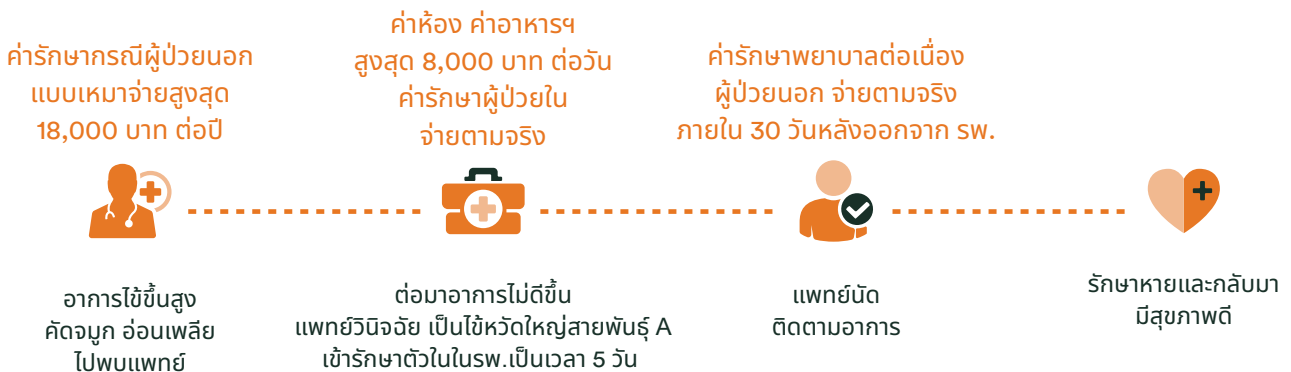 ค่ารักษากรณีผู้ป่วยนอก
แบบเหมาจ่ายสูงสุด
18,000 บาท ต่อปี
ค่าห้อง ค่าอาหารฯ
สูงสุด 8,000 บาท ต่อวัน
ค่ารักษาผู้ป่วยใน
จ่ายตามจริง
ค่ารักษาพยาบาลต่อเนื่อง
ผู้ป่วยนอก จ่ายตามจริง
ภายใน 30 วันหลังออกจาก รพ.
อาการไข้ขึ้นสูง
คัดจมูก อ่อนเพลีย
ไปพบแพทย์
ต่อมาอาการไม่ดีขึ้น
แพทย์วินิจฉัย เป็นไข้หวัดใหญ่สายพันธุ์ A
เข้ารักษาตัวในในรพ.เป็นเวลา 5 วัน
แพทย์นัด
ติดตามอาการ
รักษาหายและกลับมา
มีสุขภาพดี